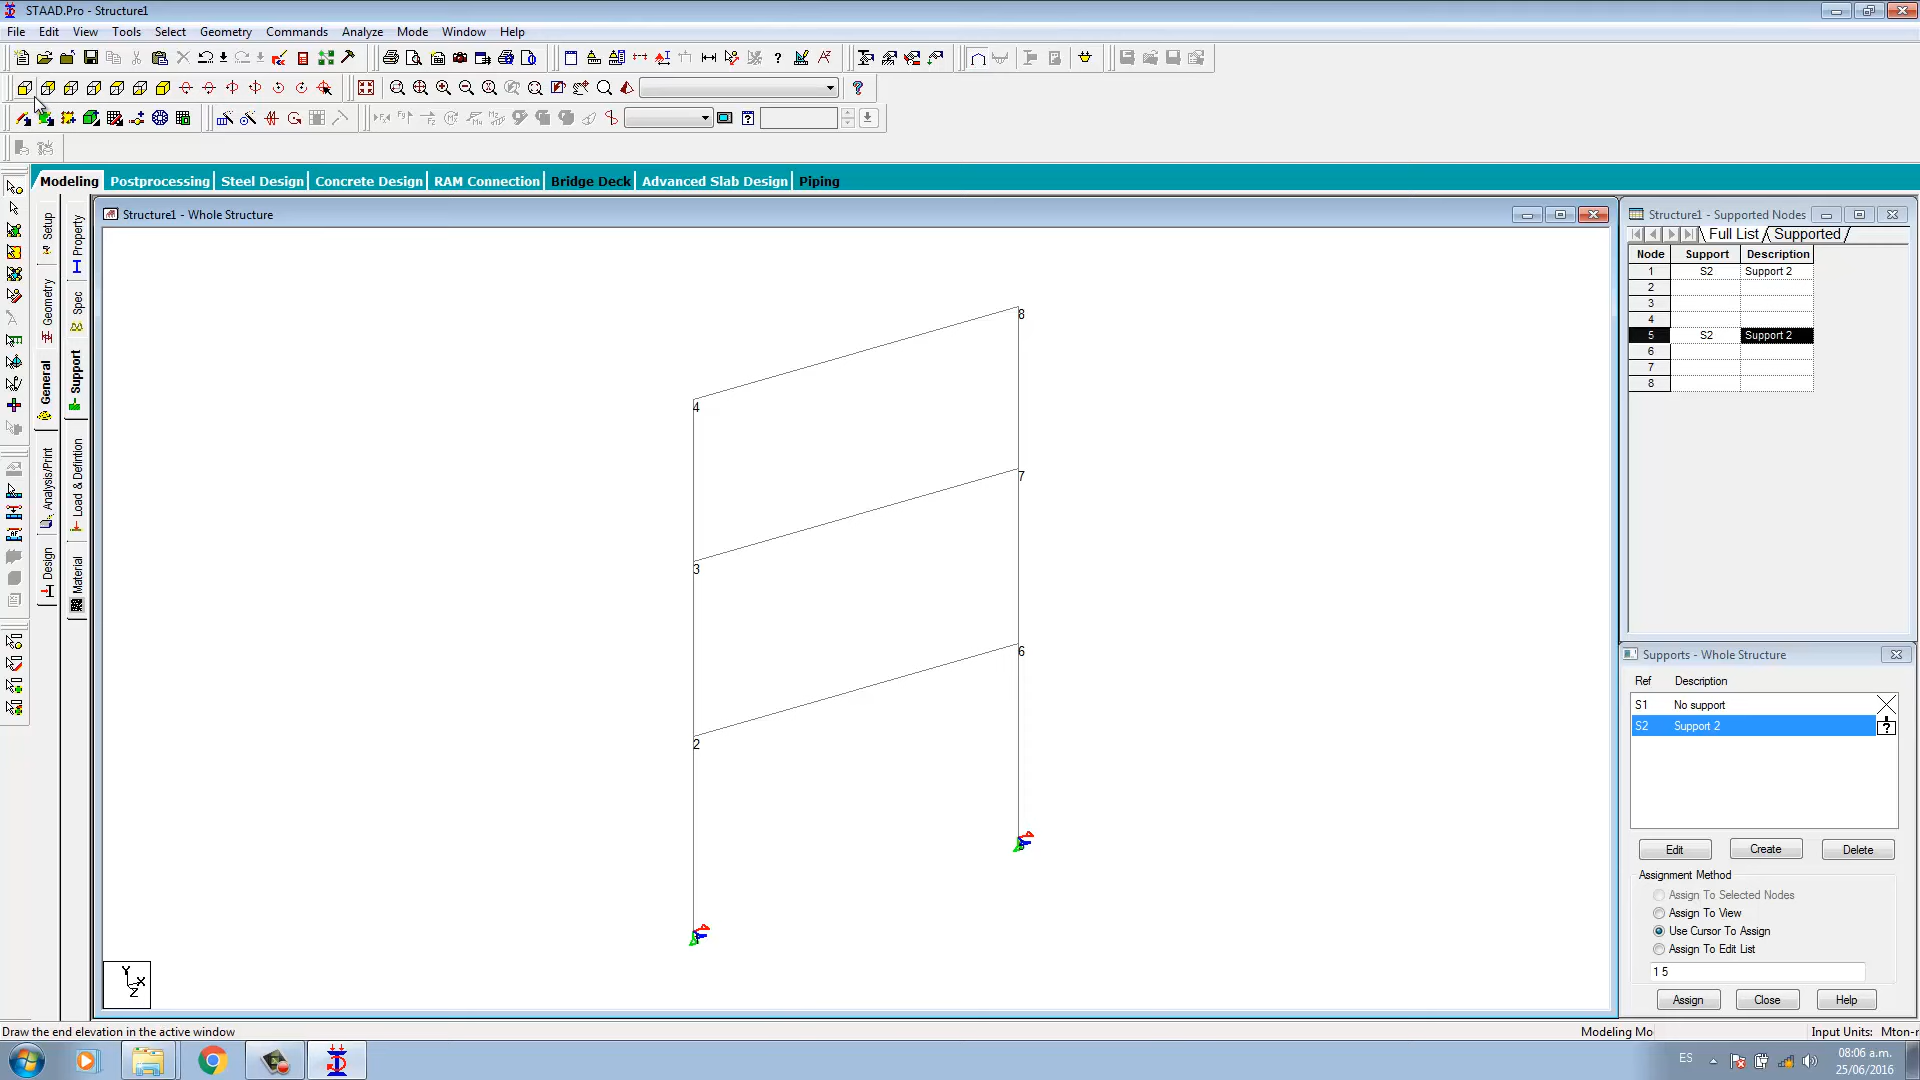 STAAD.Pro - Structure1
File Edit View Tools Select Geometry Commands Analyze Mode Window Help
Modeling Postprocessing Steel Design Concrete Design RAM Connection Bridge Deck Advanced Slab Design Piping
Setup
Geometry
General
Analysis/Print
Design
Property
Spec
Support
Load & Defintion
Material
Structure1 - Whole Structure
8
4
7
3
6
2
Y
X
Z
Structure1 - Supported Nodes
Full List Supported
Node Support Description
1 S2 Support 2
2
3
4
5 S2 Support 2
6
7
8
Supports - Whole Structure
Ref Description
S1 No support
S2 Support 2
Edit Create Delete
Assignment Method
Assign To Selected Nodes
Assign To View
Use Cursor To Assign
Assign To Edit List
1 5
Assign Close Help
Draw the end elevation in the active window
Modeling Mo
Input Units: Mton-r
ES
08:06 a.m.
25/06/2016